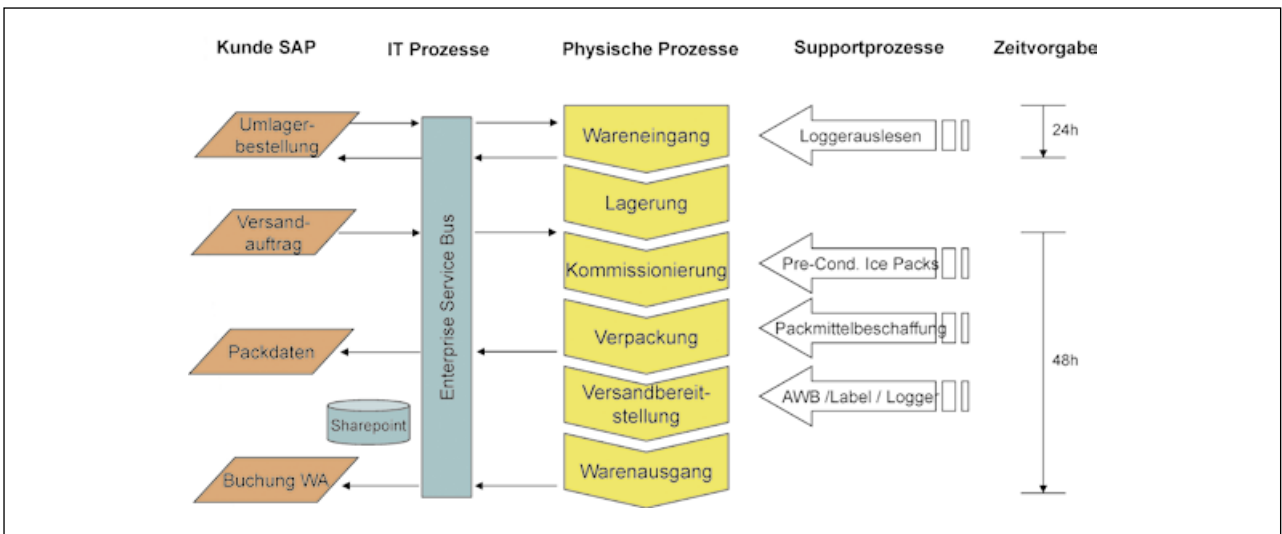 Kunde SAP
IT Prozesse
Physische Prozesse
Supportprozesse
Zeitvorgabe
Umlager-
bestellung
Wareneingang
Loggerauslesen
24h
Lagerung
Versand-
auftrag
Enterprise Service Bus
Kommissionierung
Pre-Cond. Ice Packs
Verpackung
Packmittelbeschaffung
Packdaten
48h
Versandbereit-
stellung
AWB /Label / Logger
Sharepoint
Warenausgang
Buchung WA